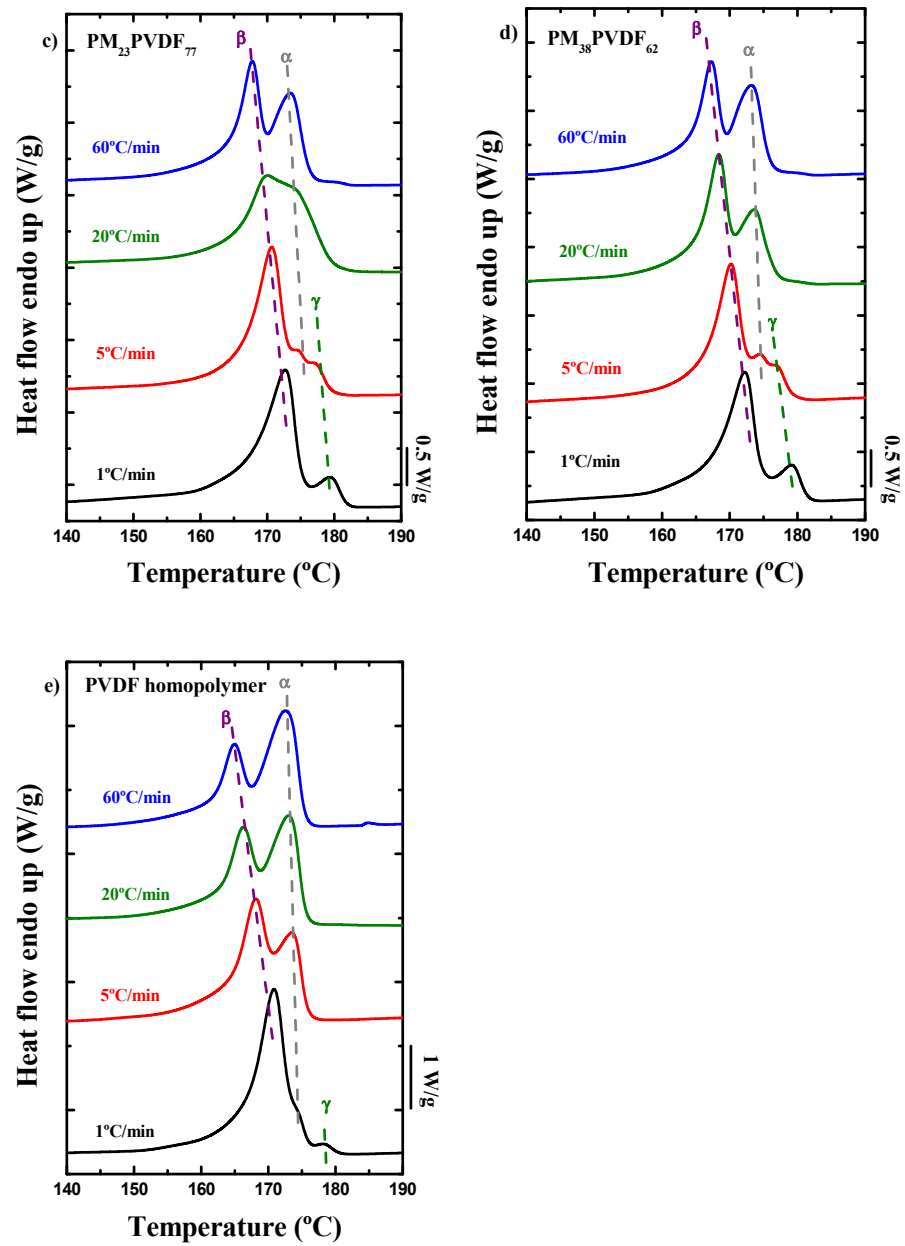 c) PM23PVDF77
β
α
60ºC/min
20ºC/min
5ºC/min
γ
1ºC/min
0.5 W/g
Heat flow endo up (W/g)
140 150 160 170 180 190
Temperature (ºC)
d) PM38PVDF62
β
α
60ºC/min
20ºC/min
γ
5ºC/min
1ºC/min
0.5 W/g
Heat flow endo up (W/g)
140 150 160 170 180 190
Temperature (ºC)
e) PVDF homopolymer
α
β
60ºC/min
20ºC/min
5ºC/min
1 W/g
γ
1ºC/min
Heat flow endo up (W/g)
140 150 160 170 180 190
Temperature (ºC)